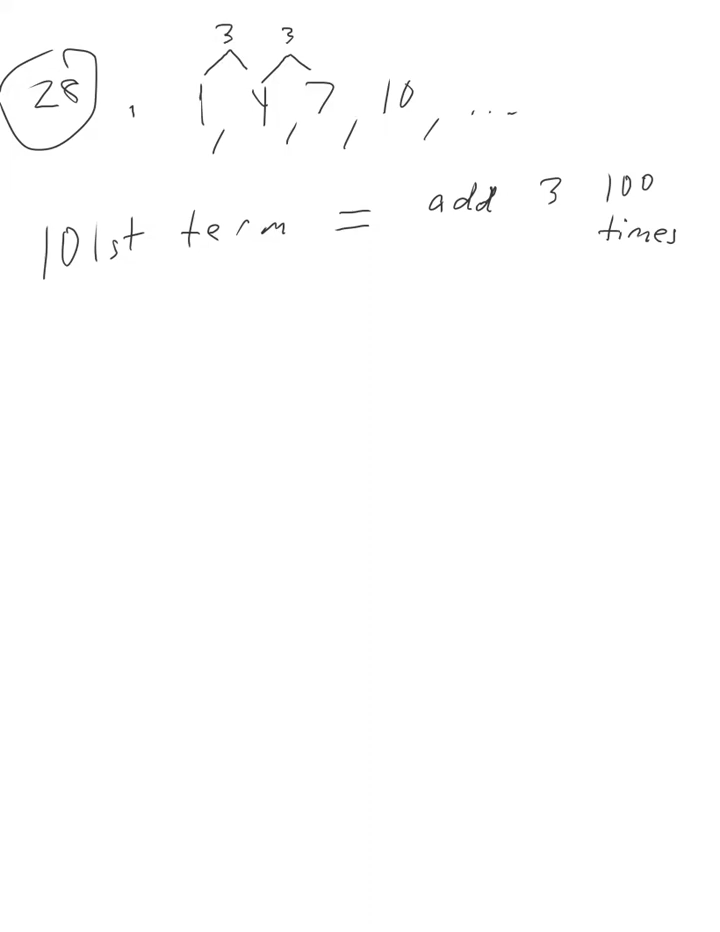 3 3
28. 1, 4, 7, 10, ...
101st term = add 3 100
times